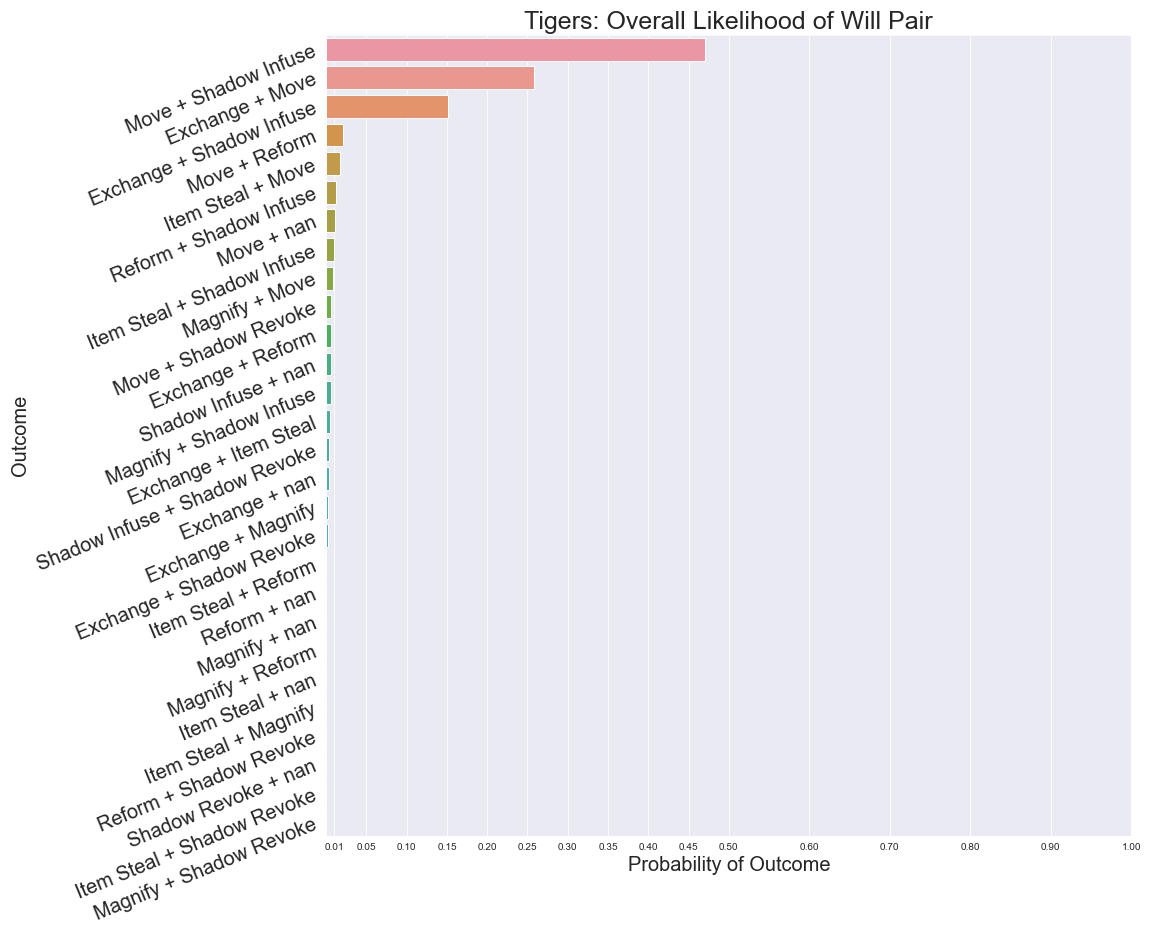 Tigers: Overall Likelihood of Will Pair
Move + Shadow Infuse
Exchange + Move
Exchange + Shadow Infuse
Move + Reform
Item Steal + Move
Reform + Shadow Infuse
Move + nan
Item Steal + Shadow Infuse
Magnify + Move
Move + Shadow Revoke
Exchange + Reform
Shadow Infuse + nan
Magnify + Shadow Infuse
Exchange + Item Steal
Shadow Infuse + Shadow Revoke
Exchange + nan
Exchange + Magnify
Exchange + Shadow Revoke
Item Steal + Reform
Reform + nan
Magnify + nan
Magnify + Reform
Item Steal + nan
Item Steal + Magnify
Reform + Shadow Revoke
Shadow Revoke + nan
Item Steal + Shadow Revoke
Magnify + Shadow Revoke
Outcome
0.01 0.05 0.10 0.15 0.20 0.25 0.30 0.35 0.40 0.45 0.50 0.60 0.70 0.80 0.90 1.00
Probability of Outcome